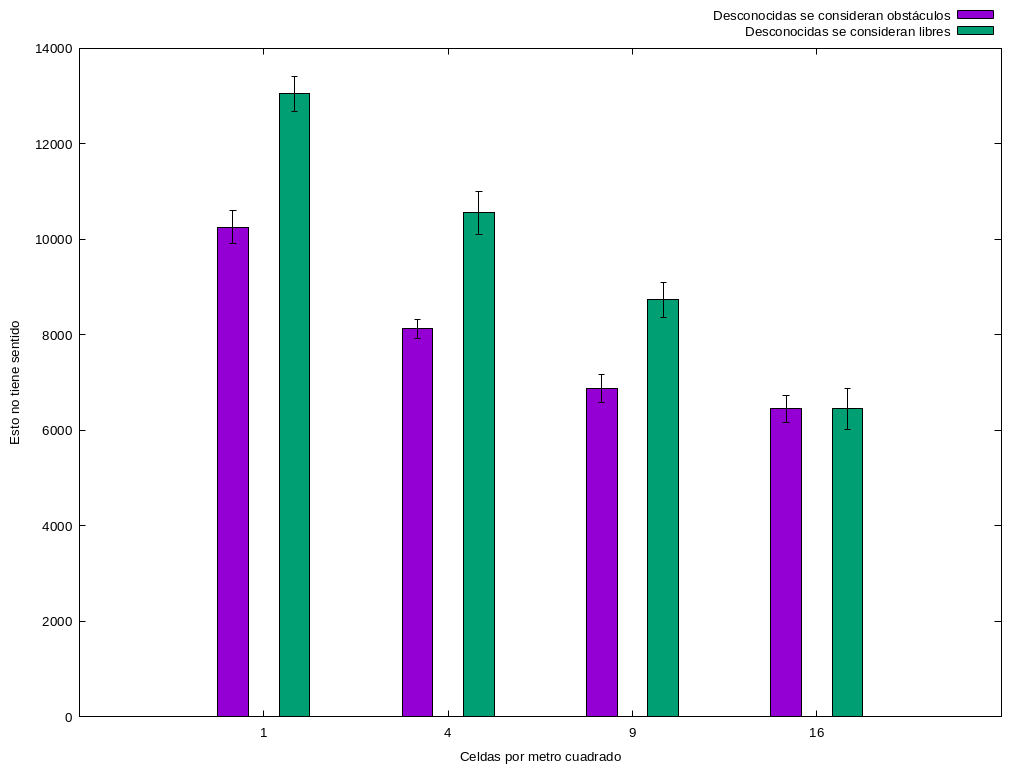 Desconocidas se consideran obstáculos
Desconocidas se consideran libres
14000
12000
10000
8000
6000
4000
2000
0
Esto no tiene sentido
1 4 9 16
Celdas por metro cuadrado